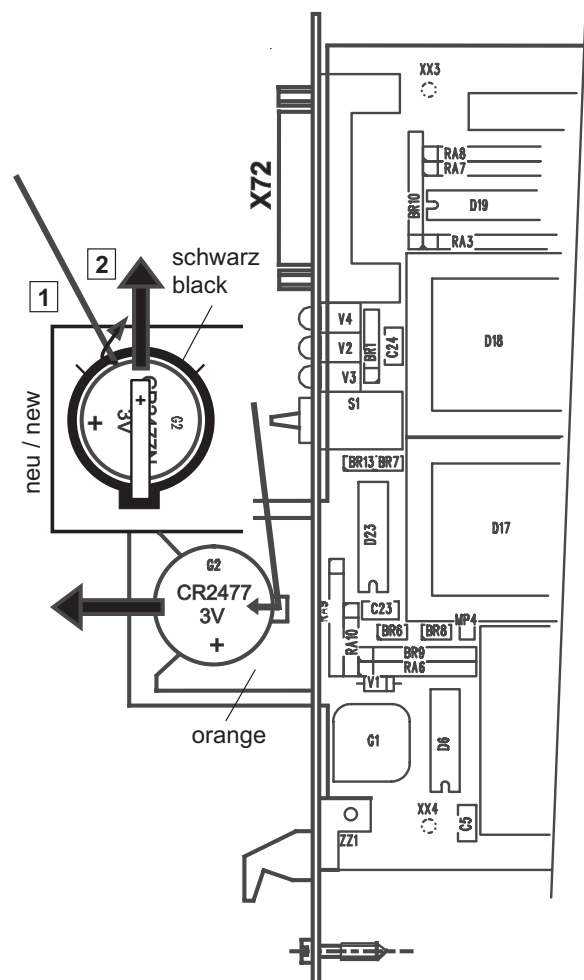 XX3
X72
RA8
RA7
BR10
D19
RA3
1
2
schwarz
black
V4
V2
V3
BR1
C24
D18
S1
neu / new
+
CR2477N
3V
+
G2
BR13
BR7
D23
D17
G2
CR2477
3V
+
RA9
C23
MP4
RA10
BR6
BR8
BR9
RA6
V1
orange
G1
D6
XX4
C5
ZZ1